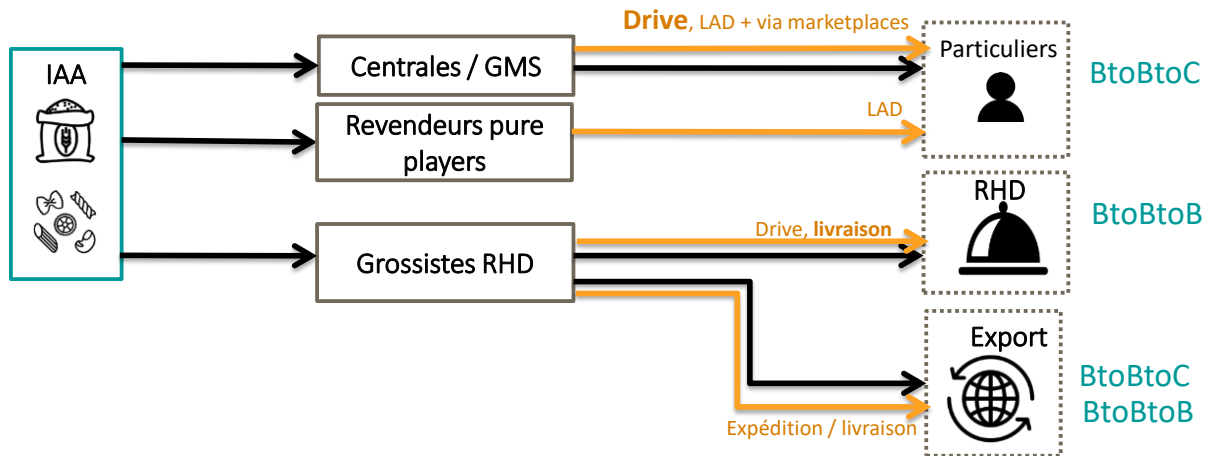 Drive, LAD + via marketplaces
IAA
Centrales / GMS
Particuliers
BtoBtoC
Revendeurs pure
players
LAD
RHD
BtoBtoB
Drive, livraison
Grossistes RHD
Export
BtoBtoC
BtoBtoB
Expédition / livraison